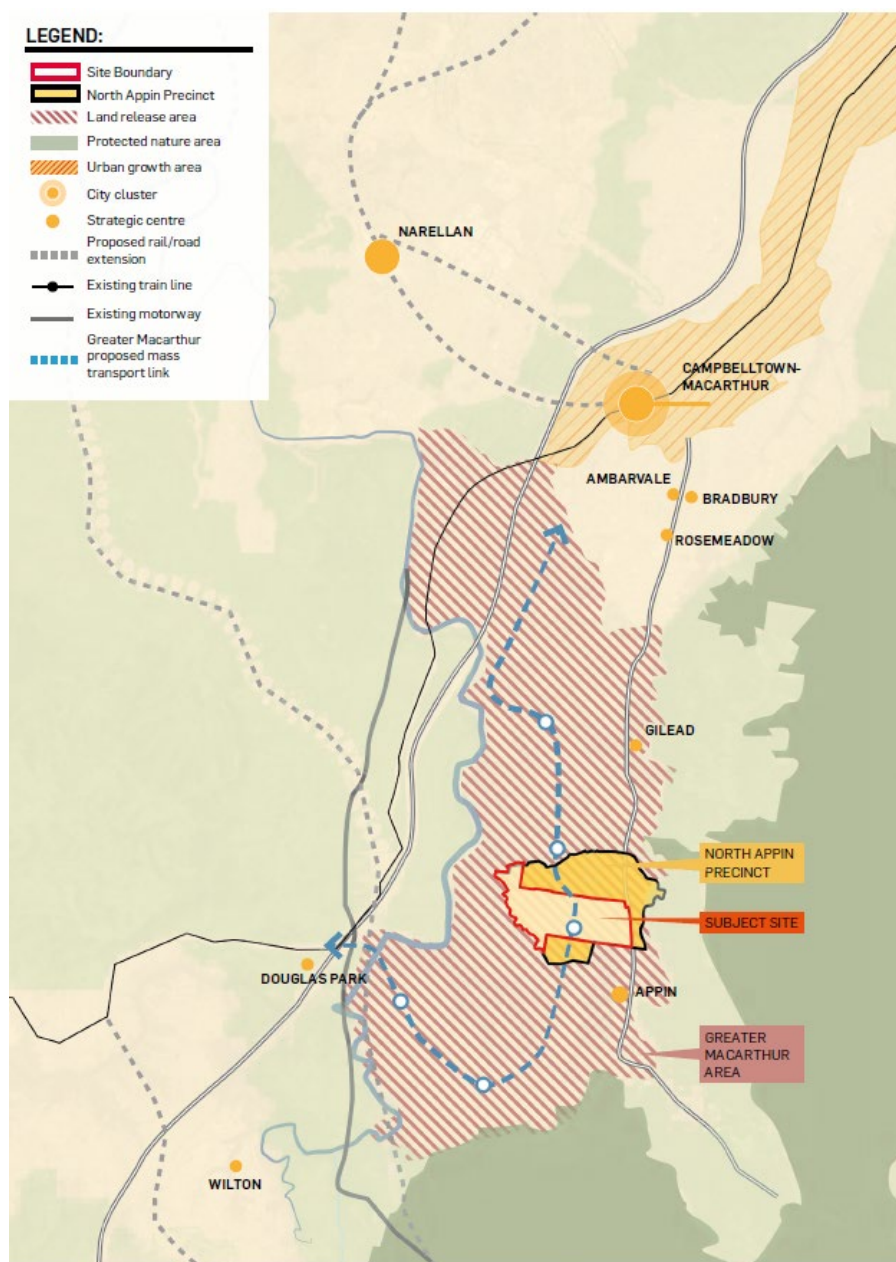 LEGEND:
Site Boundary
North Appin Precinct
Land release area
Protected nature area
Urban growth area
City cluster
Strategic centre
Proposed rail/road
extension
Existing train line
Existing motorway
Greater Macarthur
proposed mass
transport link
NARELLAN
CAMPBELLTOWN-
MACARTHUR
AMBARVALE
BRADBURY
ROSEMEADOW
GILEAD
NORTH APPIN
PRECINCT
SUBJECT SITE
DOUGLAS PARK
APPIN
GREATER
MACARTHUR
AREA
WILTON